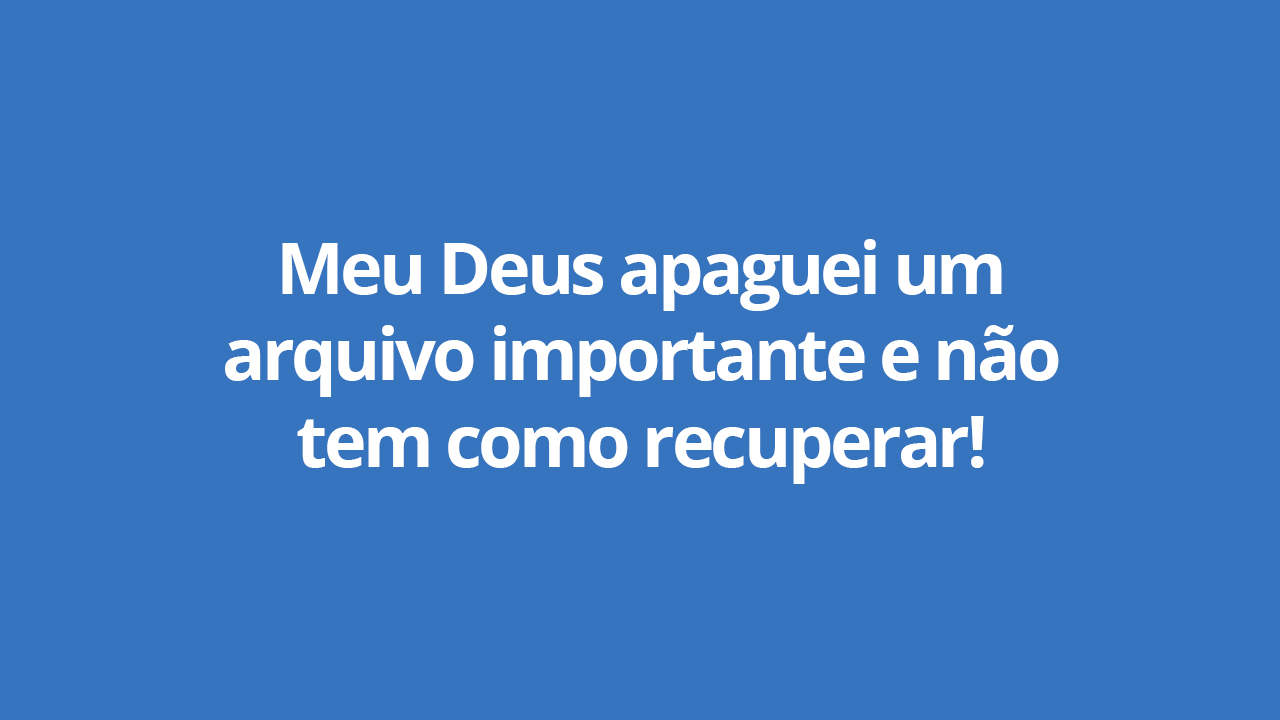 Meu Deus apaguei um
arquivo importante e não
tem como recuperar!